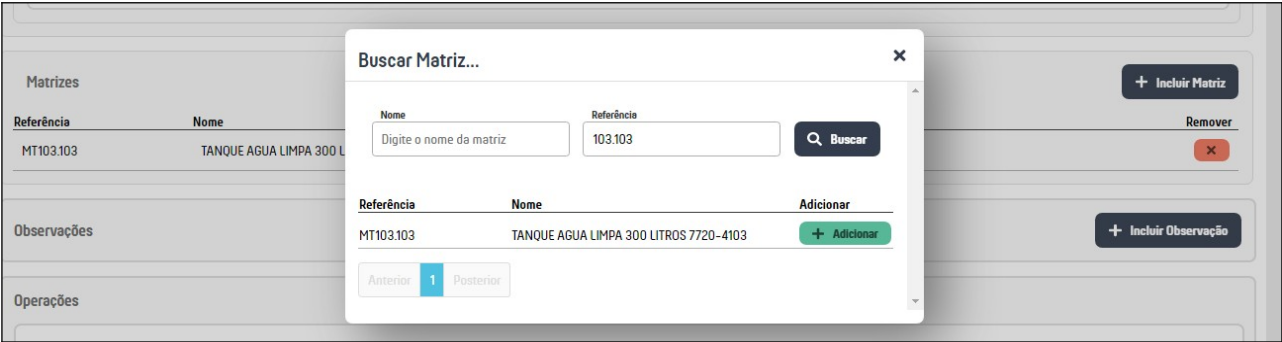 Buscar Matriz...
Matrizes
+ Incluir Matriz
Nome
Referência
Digite o nome da matriz
103.103
Buscar
Referência
Nome
Remover
MT103.103
TANQUE AGUA LIMPA 300 L
Referência
Nome
Adicionar
MT103.103
TANQUE AGUA LIMPA 300 LITROS 7720-4103
+ Adicionar
Observações
+ Incluir Observação
Anterior
1
Posterior
Operações